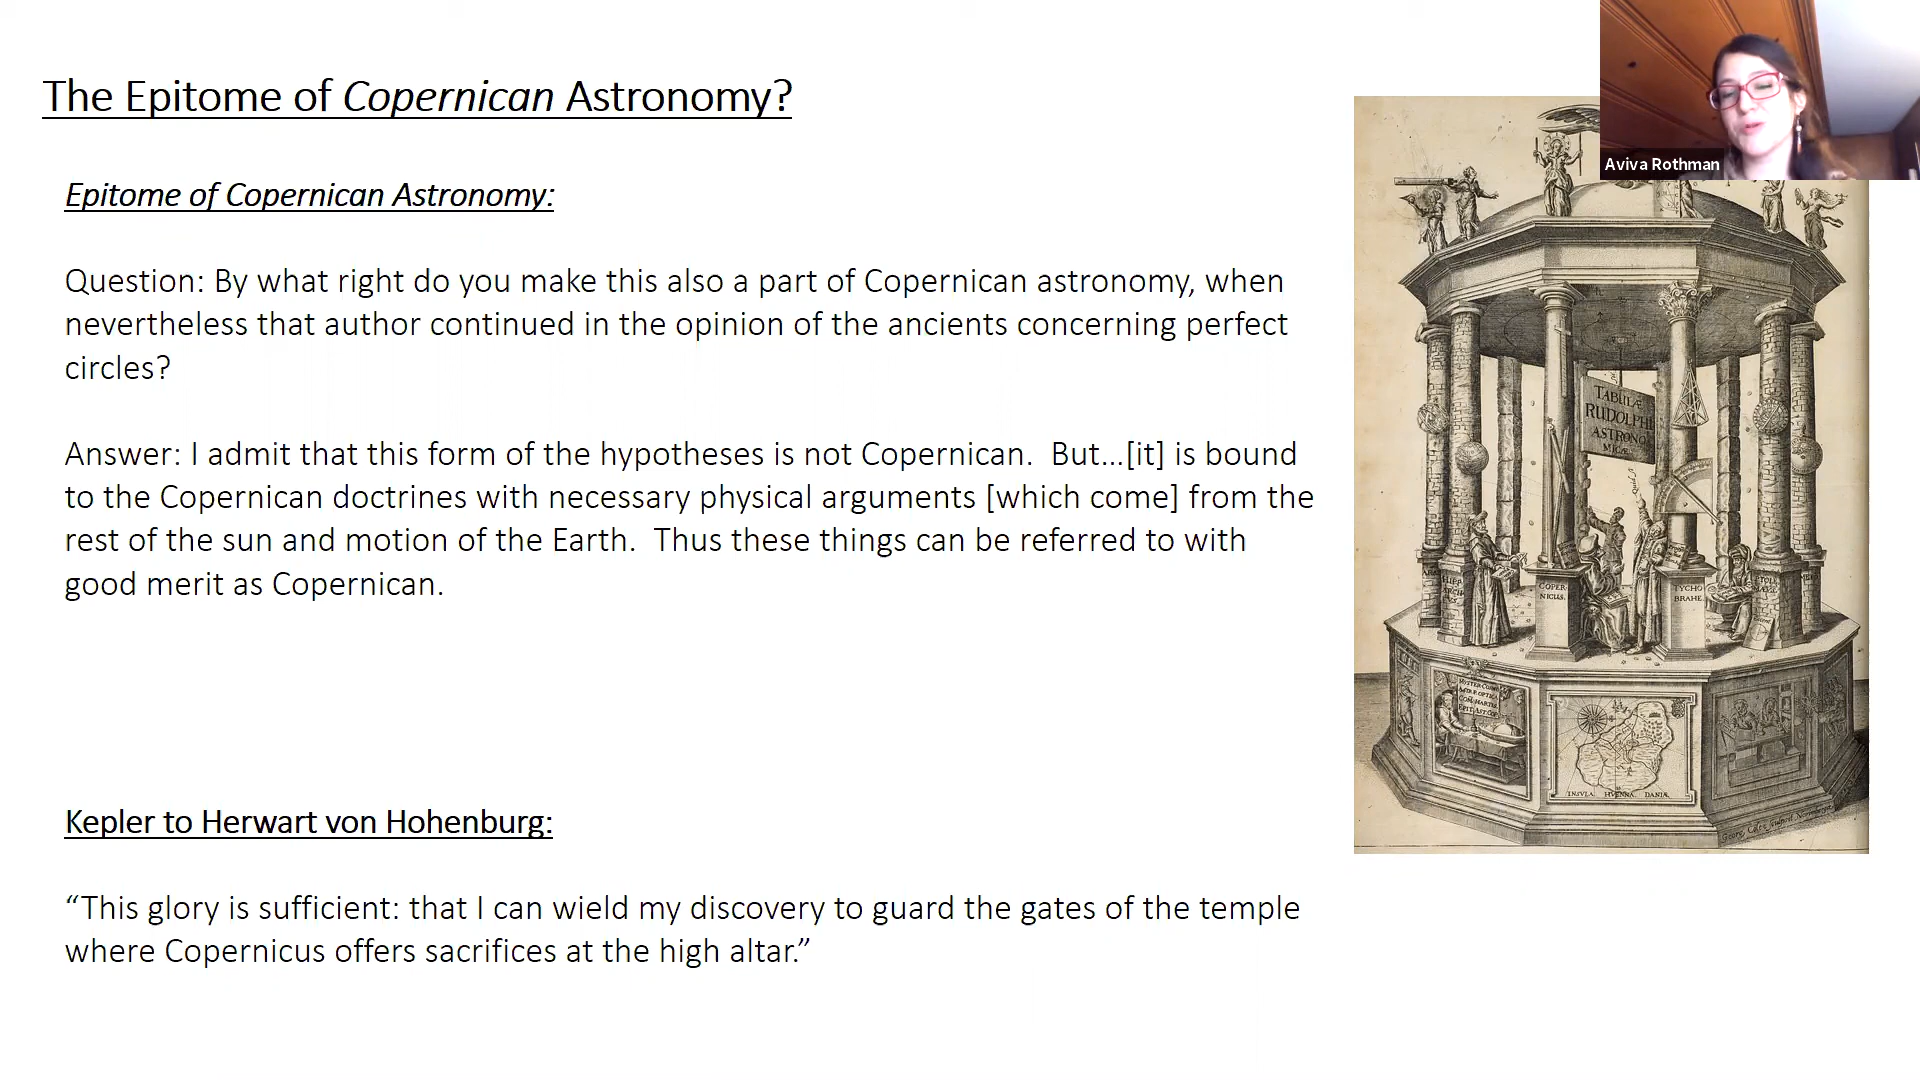 The Epitome of Copernican Astronomy?
Aviva Rothman
Epitome of Copernican Astronomy:
Question: By what right do you make this also a part of Copernican astronomy, when
nevertheless that author continued in the opinion of the ancients concerning perfect
circles?
Answer: I admit that this form of the hypotheses is not Copernican.  But...[it] is bound
to the Copernican doctrines with necessary physical arguments [which come] from the
rest of the sun and motion of the Earth.  Thus these things can be referred to with
good merit as Copernican.
Kepler to Herwart von Hohenburg:
“This glory is sufficient: that I can wield my discovery to guard the gates of the temple
where Copernicus offers sacrifices at the high altar.”
TABULÆ
RUDOLPHI
ASTRONO
MICÆ
COPER
NICUS.
TYCHO
BRAHE
INSVLA HVENNA DANIÆ